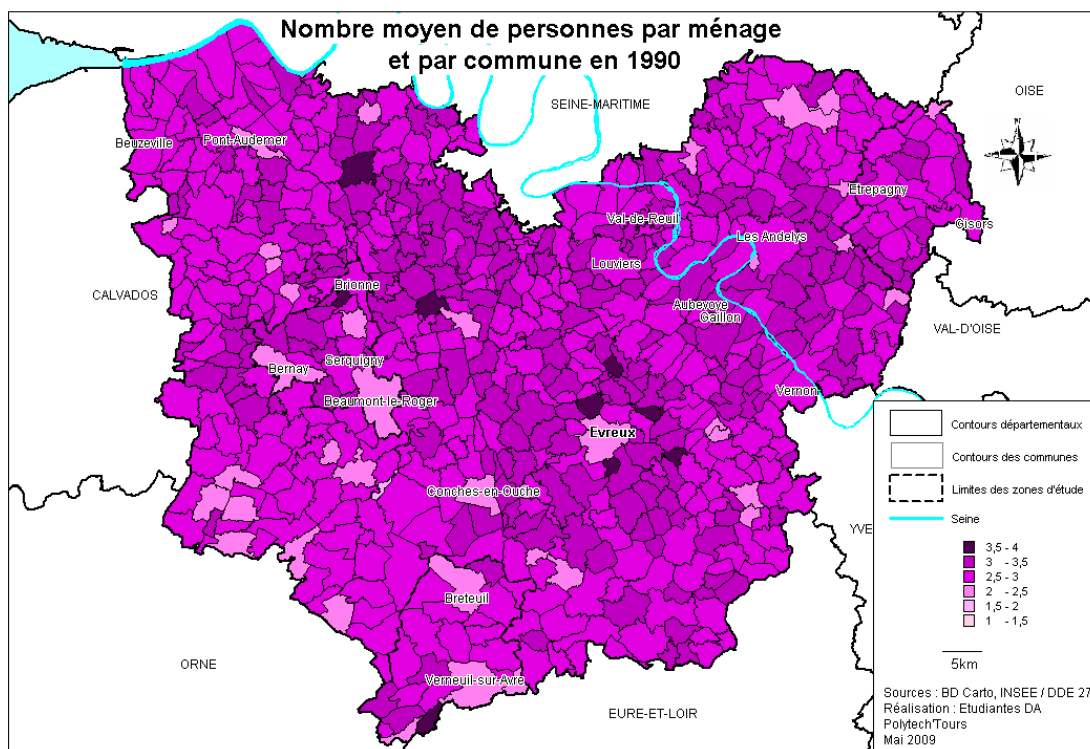 Nombre moyen de personnes par ménage
et par commune en 1990
SEINE-MARITIME
OISE
N
Beuzeville
Pont-Audemer
Etrepagny
Val-de-Reuil
Gisors
Les Andelys
Louviers
CALVADOS
Brionne
Aubevoye
Gaillon
VAL-D'OISE
Serquigny
Bernay
Beaumont-le-Roger
Vernon
Evreux
Conches-en-Ouche
YVE
Breteuil
ORNE
Verneuil-sur-Avre
EURE-ET-LOIR
Contours départementaux
Contours des communes
Limites des zones d'étude
Seine
3,5 - 4
3 - 3,5
2,5 - 3
2 - 2,5
1,5 - 2
1 - 1,5
5km
Sources : BD Carto, INSEE / DDE 27
Réalisation : Etudiantes DA
Polytech'Tours
Mai 2009